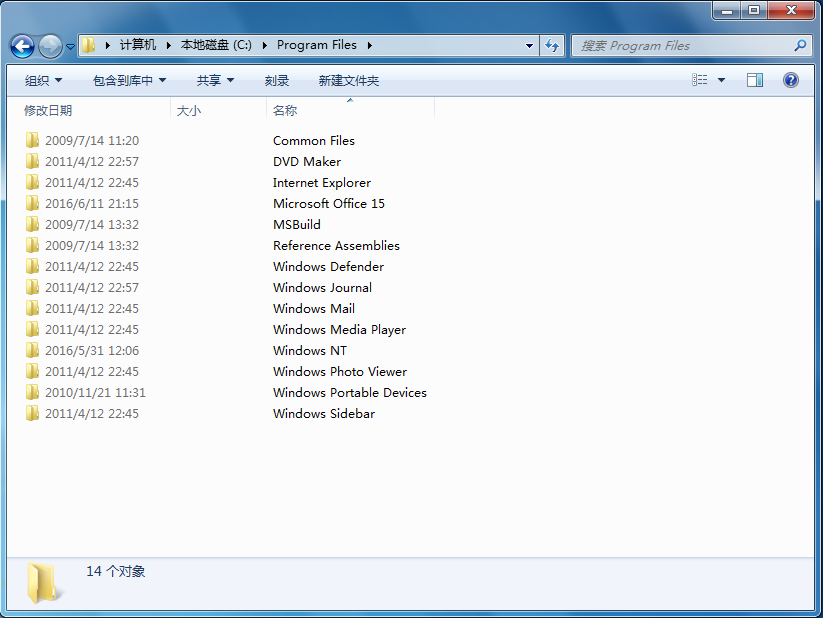 计算机 本地磁盘 (C:) Program Files 搜索 Program Files
组织 包含到库中 共享 刻录 新建文件夹
修改日期 大小 名称
2009/7/14 11:20 Common Files
2011/4/12 22:57 DVD Maker
2011/4/12 22:45 Internet Explorer
2016/6/11 21:15 Microsoft Office 15
2009/7/14 13:32 MSBuild
2009/7/14 13:32 Reference Assemblies
2011/4/12 22:45 Windows Defender
2011/4/12 22:57 Windows Journal
2011/4/12 22:45 Windows Mail
2011/4/12 22:45 Windows Media Player
2016/5/31 12:06 Windows NT
2011/4/12 22:45 Windows Photo Viewer
2010/11/21 11:31 Windows Portable Devices
2011/4/12 22:45 Windows Sidebar
14 个对象